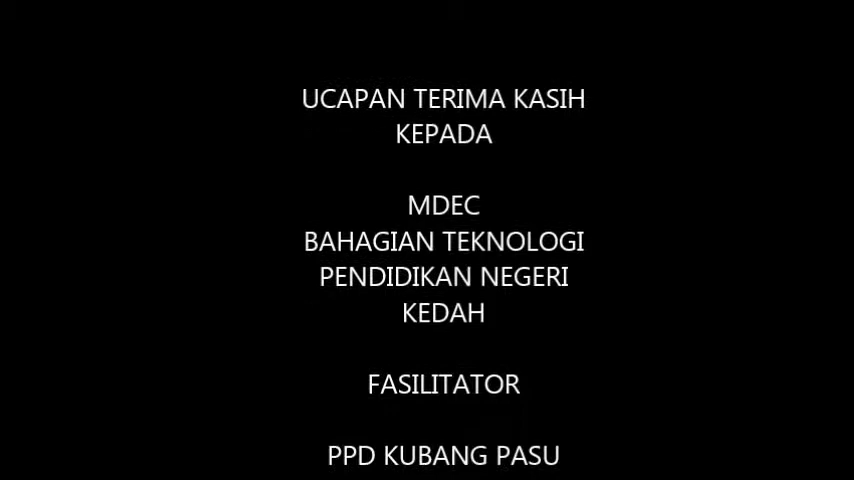 UCAPAN TERIMA KASIH
KEPADA
MDEC
BAHAGIAN TEKNOLOGI
PENDIDIKAN NEGERI
KEDAH
FASILITATOR
PPD KUBANG PASU